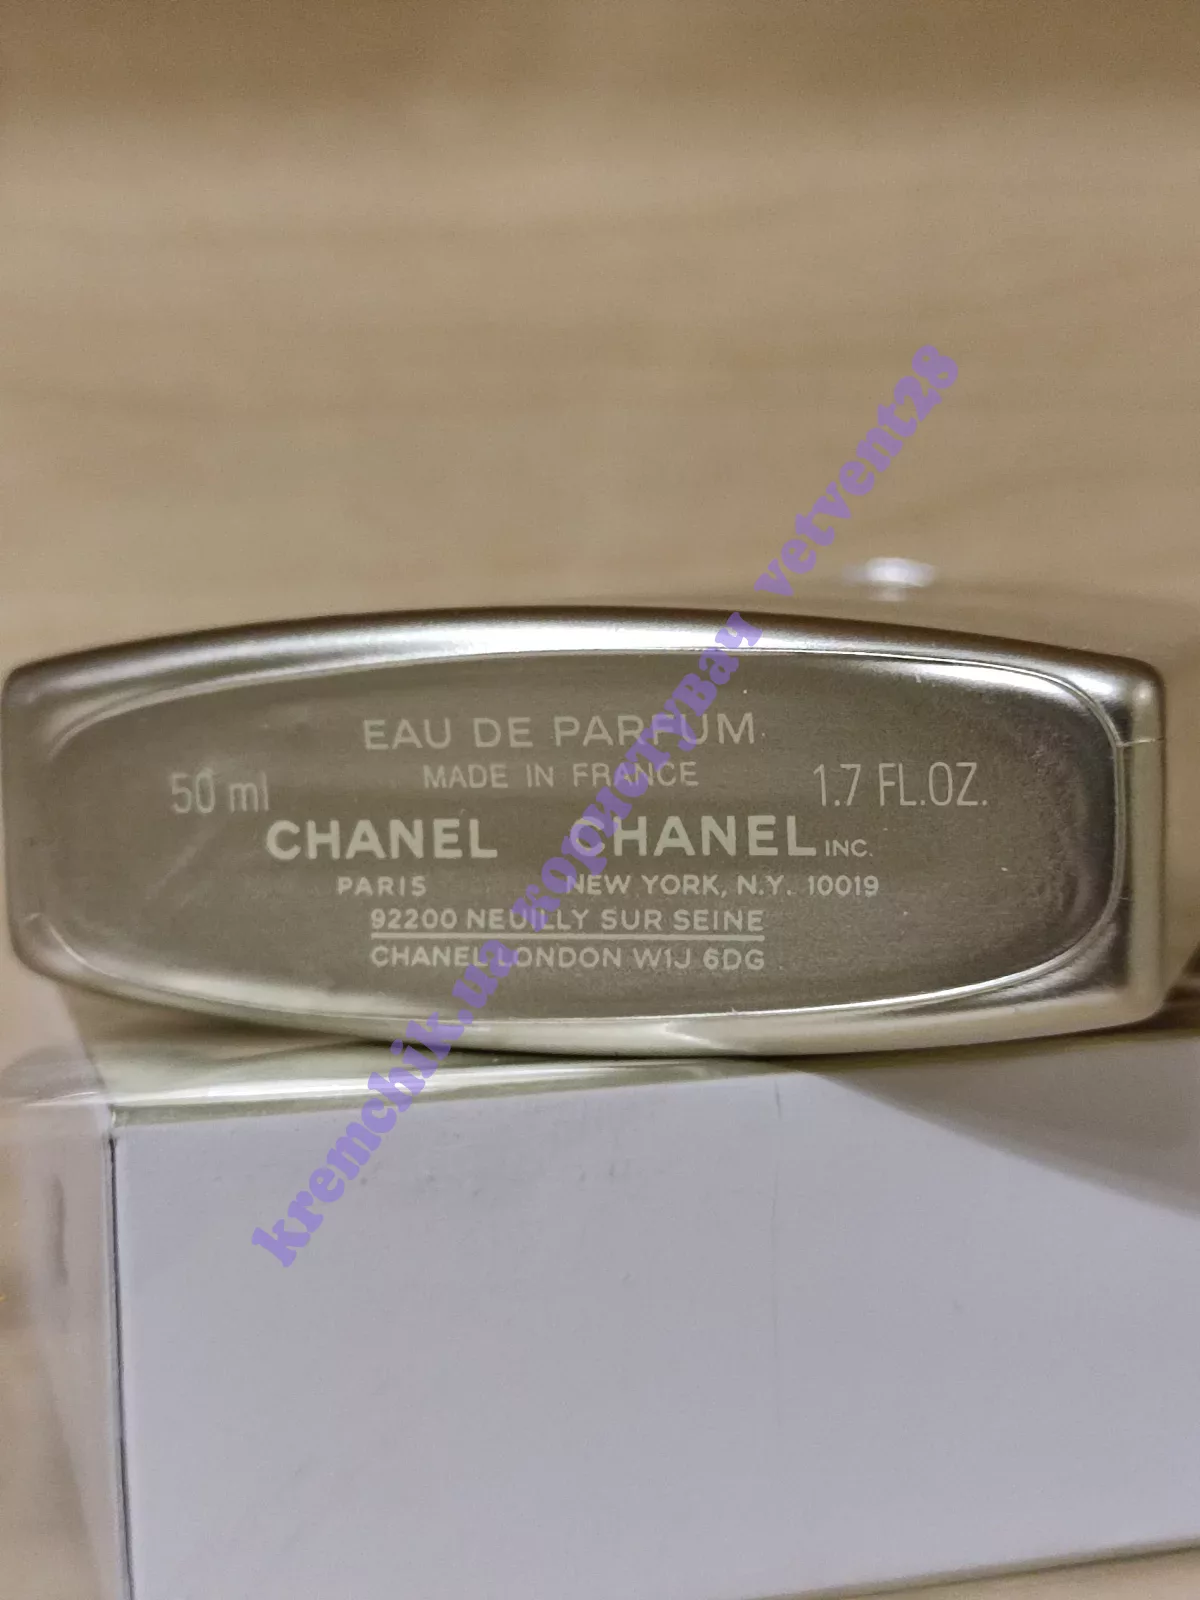 EAU DE PARFUM
MADE IN FRANCE
50 ml
1.7 FL.OZ.
CHANEL CHANEL INC.
PARIS NEW YORK, N.Y. 10019
92200 NEUILLY SUR SEINE
CHANEL LONDON W1J 6DG
kremchik.ua користувач vetvent28